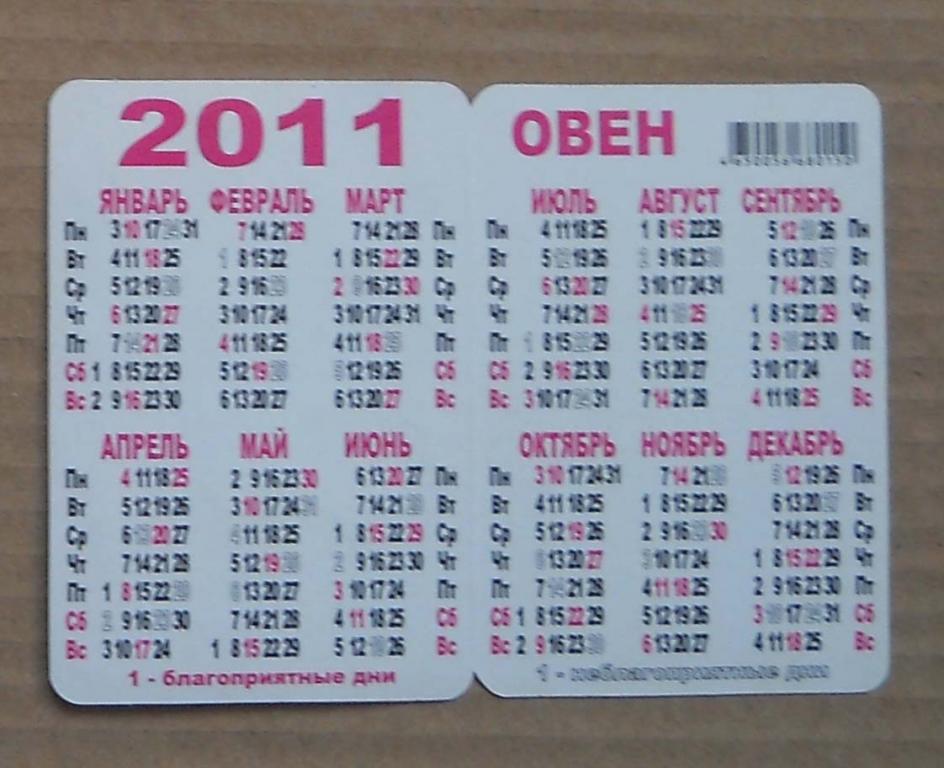 2011
ОВЕН
4650056680150
ЯНВАРЬ ФЕВРАЛЬ МАРТ
Пн 3 10 17 24 31 7 14 21 28 7 14 21 28 Пн
Вт 4 11 18 25 1 8 15 22 1 8 15 22 29 Вт
Ср 5 12 19 26 2 9 16 23 2 9 16 23 30 Ср
Чт 6 13 20 27 3 10 17 24 3 10 17 24 31 Чт
Пт 7 14 21 28 4 11 18 25 4 11 18 25 Пт
Сб 1 8 15 22 29 5 12 19 26 5 12 19 26 Сб
Вс 2 9 16 23 30 6 13 20 27 6 13 20 27 Вс
АПРЕЛЬ МАЙ ИЮНЬ
Пн 4 11 18 25 2 9 16 23 30 6 13 20 27 Пн
Вт 5 12 19 26 3 10 17 24 31 7 14 21 28 Вт
Ср 6 13 20 27 4 11 18 25 1 8 15 22 29 Ср
Чт 7 14 21 28 5 12 19 26 2 9 16 23 30 Чт
Пт 1 8 15 22 29 6 13 20 27 3 10 17 24 Пт
Сб 2 9 16 23 30 7 14 21 28 4 11 18 25 Сб
Вс 3 10 17 24 1 8 15 22 29 5 12 19 26 Вс
1 - благоприятные дни
ИЮЛЬ АВГУСТ СЕНТЯБРЬ
Пн 4 11 18 25 1 8 15 22 29 5 12 19 26 Пн
Вт 5 12 19 26 2 9 16 23 30 6 13 20 27 Вт
Ср 6 13 20 27 3 10 17 24 31 7 14 21 28 Ср
Чт 7 14 21 28 4 11 18 25 1 8 15 22 29 Чт
Пт 1 8 15 22 29 5 12 19 26 2 9 16 23 30 Пт
Сб 2 9 16 23 30 6 13 20 27 3 10 17 24 Сб
Вс 3 10 17 24 31 7 14 21 28 4 11 18 25 Вс
ОКТЯБРЬ НОЯБРЬ ДЕКАБРЬ
Пн 3 10 17 24 31 7 14 21 28 5 12 19 26 Пн
Вт 4 11 18 25 1 8 15 22 29 6 13 20 27 Вт
Ср 5 12 19 26 2 9 16 23 30 7 14 21 28 Ср
Чт 6 13 20 27 3 10 17 24 1 8 15 22 29 Чт
Пт 7 14 21 28 4 11 18 25 2 9 16 23 30 Пт
Сб 1 8 15 22 29 5 12 19 26 3 10 17 24 31 Сб
Вс 2 9 16 23 30 6 13 20 27 4 11 18 25 Вс
1 - неблагоприятные дни